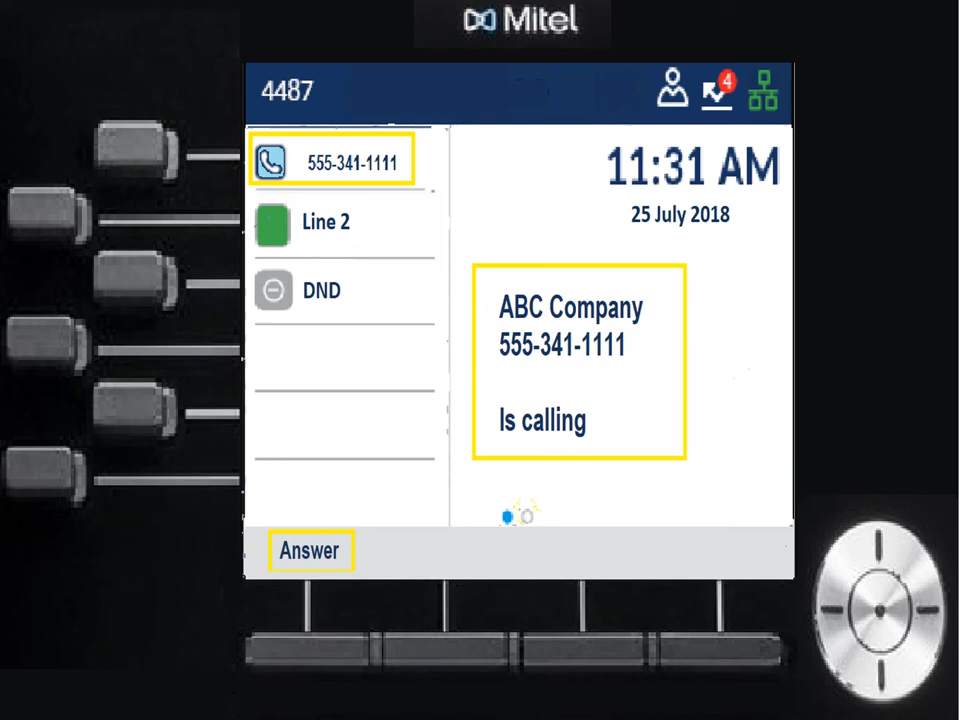 Mitel
4487
4
555-341-1111
Line 2
DND
11:31 AM
25 July 2018
ABC Company
555-341-1111
Is calling
Answer